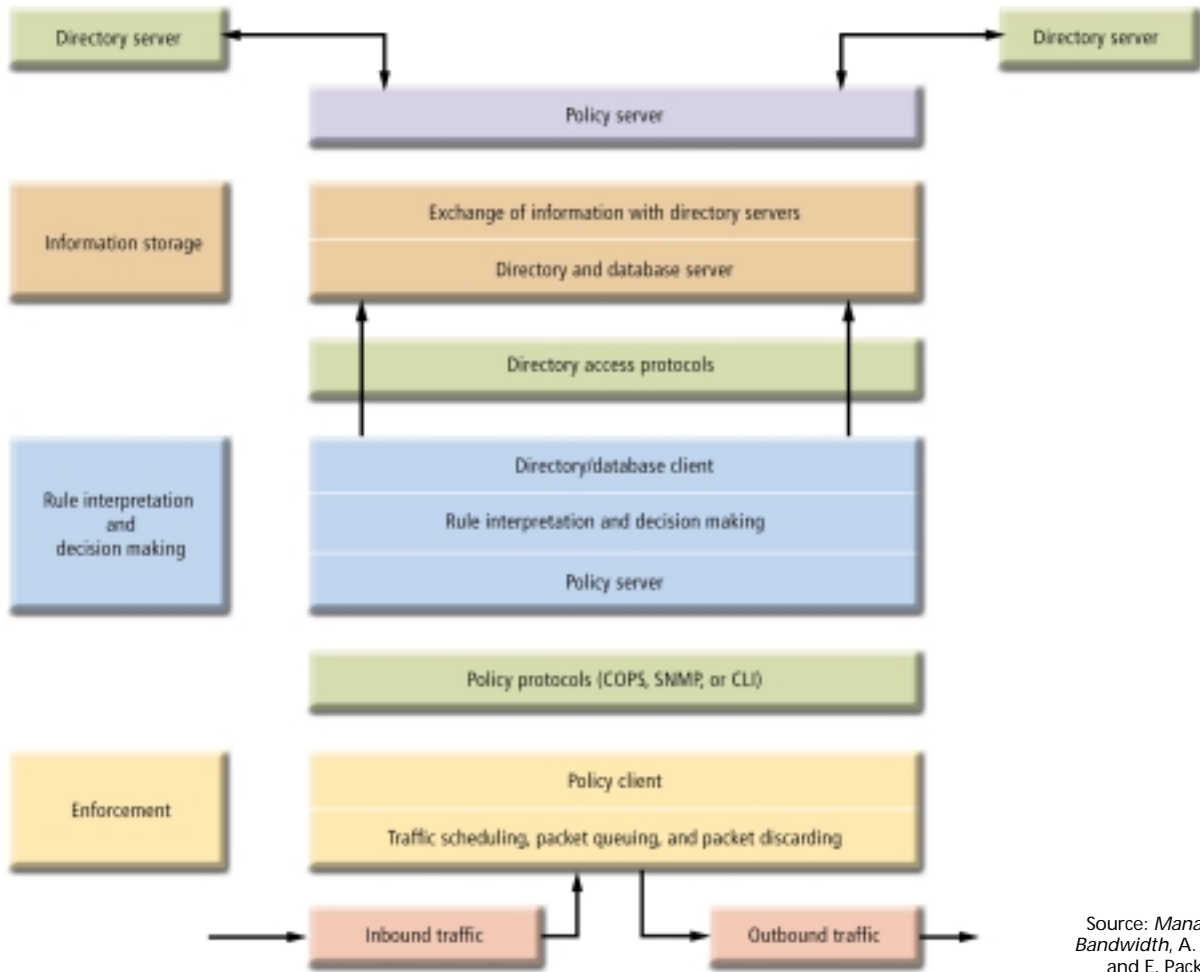 Directory server
Directory server
Policy server
Information storage
Exchange of information with directory servers
Directory and database server
Directory access protocols
Rule interpretation
and
decision making
Directory/database client
Rule interpretation and decision making
Policy server
Policy protocols (COPS, SNMP, or CLI)
Enforcement
Policy client
Traffic scheduling, packet queuing, and packet discarding
Inbound traffic
Outbound traffic
Source:
Bandwidth, A.
and E. Pack